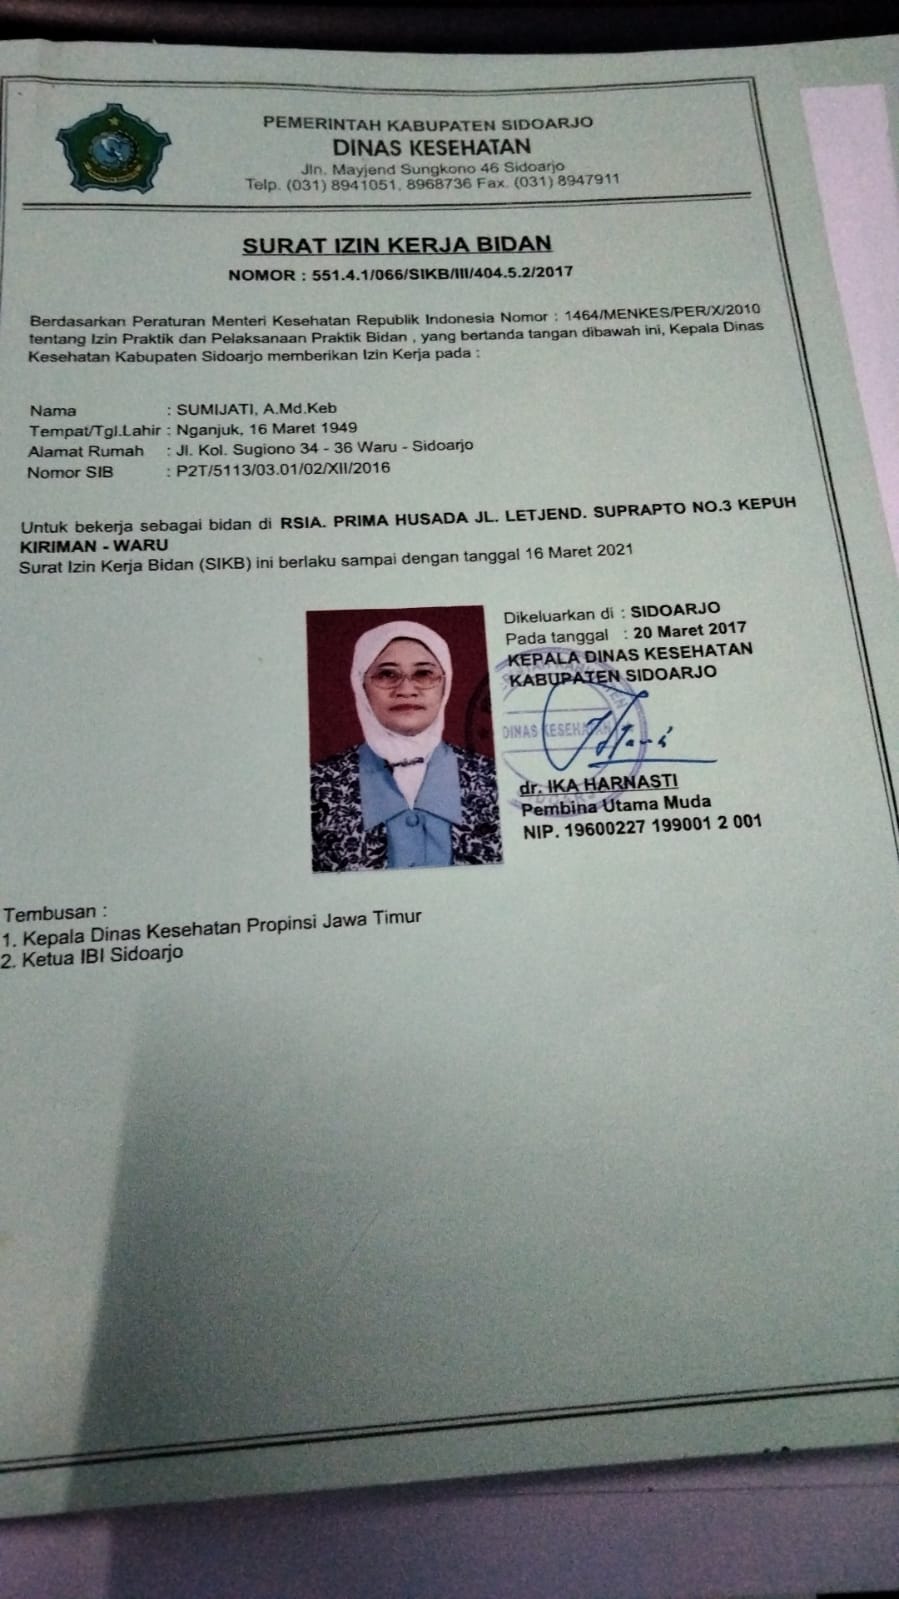 PEMERINTAH KABUPATEN SIDOARJO
DINAS KESEHATAN
Jln. Mayjend Sungkono 46 Sidoarjo
Telp. (031) 8941051, 8968736 Fax. (031) 8947911
SURAT IZIN KERJA BIDAN
NOMOR : 551.4.1/066/SIKB/III/404.5.2/2017
Berdasarkan Peraturan Menteri Kesehatan Republik Indonesia Nomor : 1464/MENKES/PER/X/2010
tentang Izin Praktik dan Pelaksanaan Praktik Bidan , yang bertanda tangan dibawah ini, Kepala Dinas
Kesehatan Kabupaten Sidoarjo memberikan Izin Kerja pada :
Nama : SUMIJATI, A.Md.Keb
Tempat/Tgl.Lahir : Nganjuk, 16 Maret 1949
Alamat Rumah : Jl. Kol. Sugiono 34 - 36 Waru - Sidoarjo
Nomor SIB : P2T/5113/03.01/02/XII/2016
Untuk bekerja sebagai bidan di RSIA. PRIMA HUSADA JL. LETJEND. SUPRAPTO NO.3 KEPUH
KIRIMAN - WARU
Surat Izin Kerja Bidan (SIKB) ini berlaku sampai dengan tanggal 16 Maret 2021
Dikeluarkan di : SIDOARJO
Pada tanggal : 20 Maret 2017
KEPALA DINAS KESEHATAN
KABUPATEN SIDOARJO
DINAS KESEHATAN
dr. IKA HARNASTI
Pembina Utama Muda
NIP. 19600227 199001 2 001
Tembusan :
1. Kepala Dinas Kesehatan Propinsi Jawa Timur
2. Ketua IBI Sidoarjo